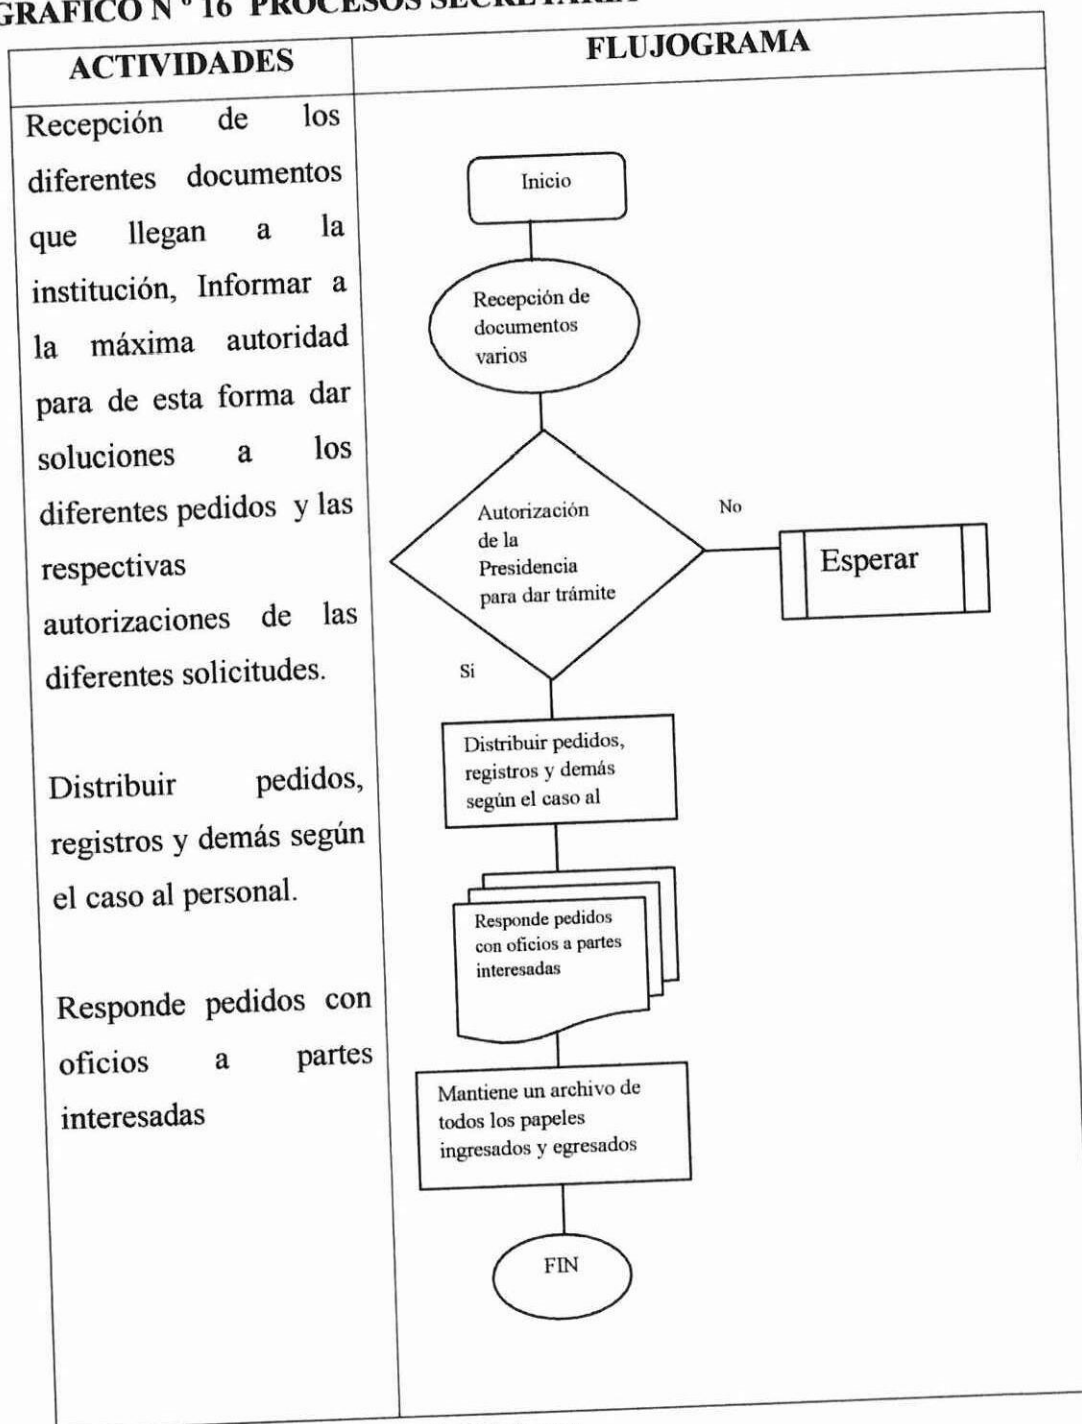 GRAFICO N º 16 PROCESOS SECRETARIA
ACTIVIDADES
FLUJOGRAMA
Recepción de los
diferentes documentos
que llegan a la
institución, Informar a
la máxima autoridad
para de esta forma dar
soluciones a los
diferentes pedidos y las
respectivas
autorizaciones de las
diferentes solicitudes.
Distribuir pedidos,
registros y demás según
el caso al personal.
Responde pedidos con
oficios a partes
interesadas
Inicio
Recepción de
documentos
varios
Autorización
de la
Presidencia
para dar trámite
No
Esperar
Si
Distribuir pedidos,
registros y demás
según el caso al
Responde pedidos
con oficios a partes
interesadas
Mantiene un archivo de
todos los papeles
ingresados y egresados
FIN